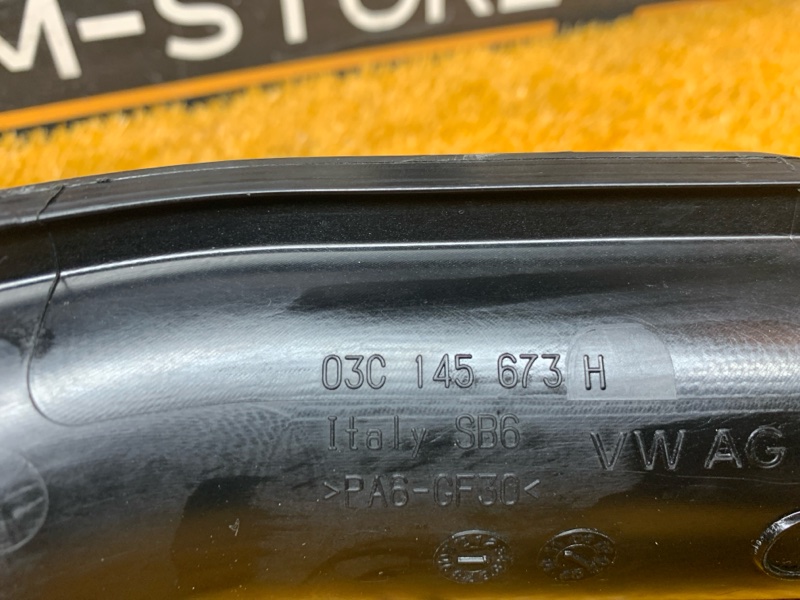 M-STORE
03C 145 673 H
Italy SB6
VW AG
>PA6-GF30<